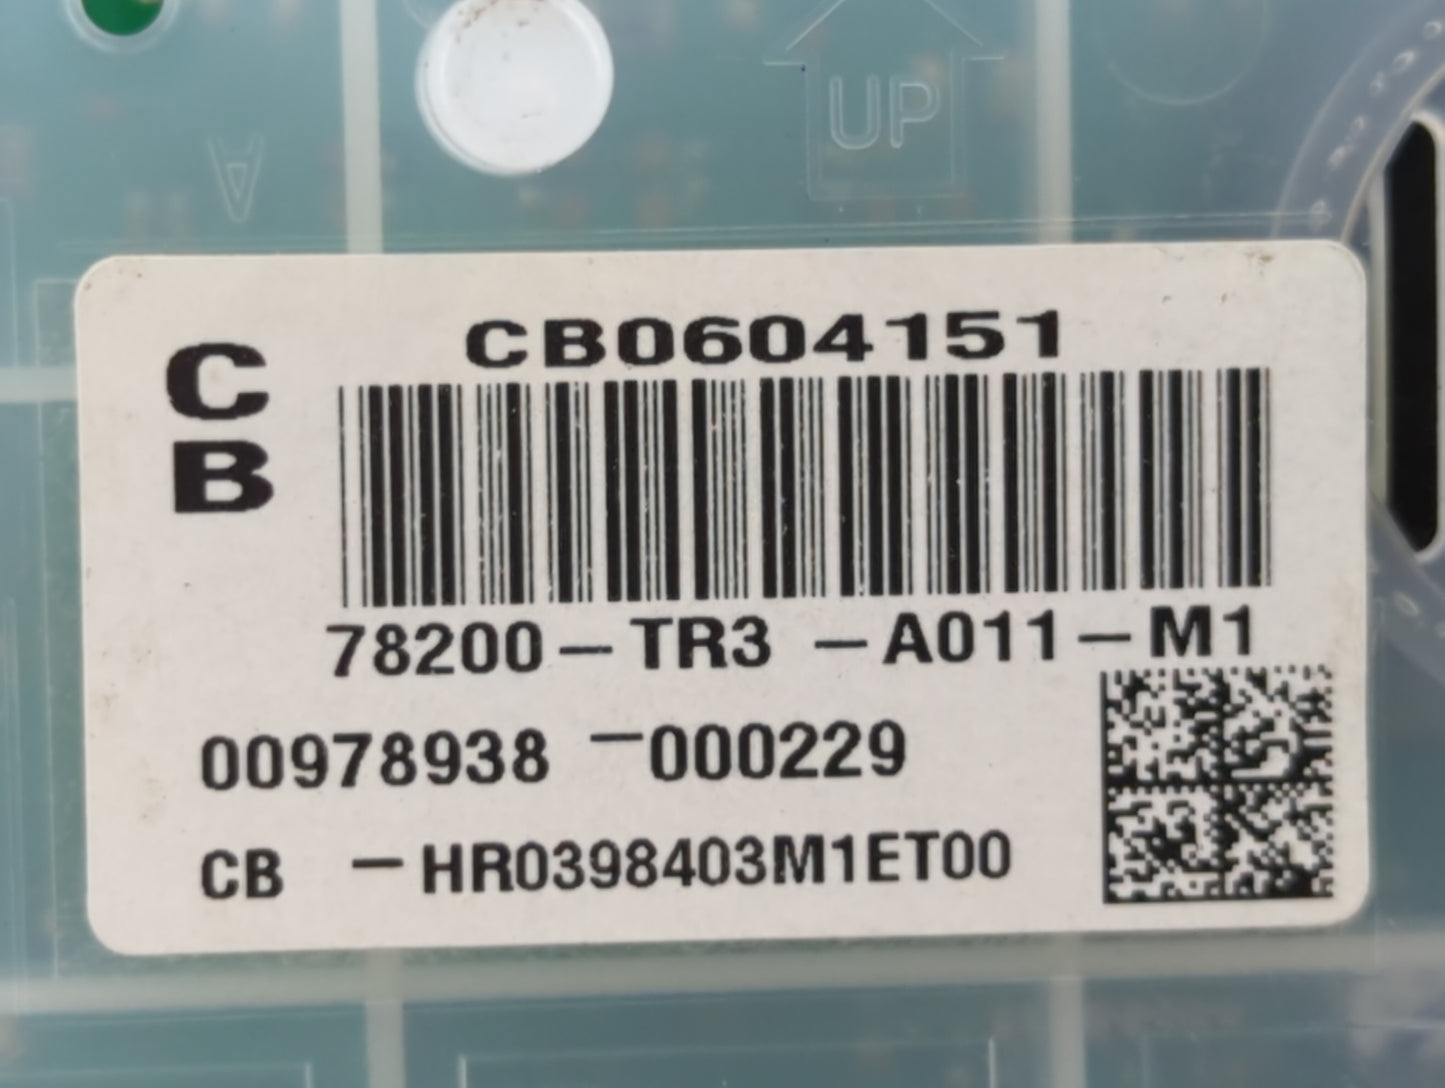 UP
A
CB0604151
C
B
78200-TR3 -A011-M1
00978938 -000229
CB -HR0398403M1ET00